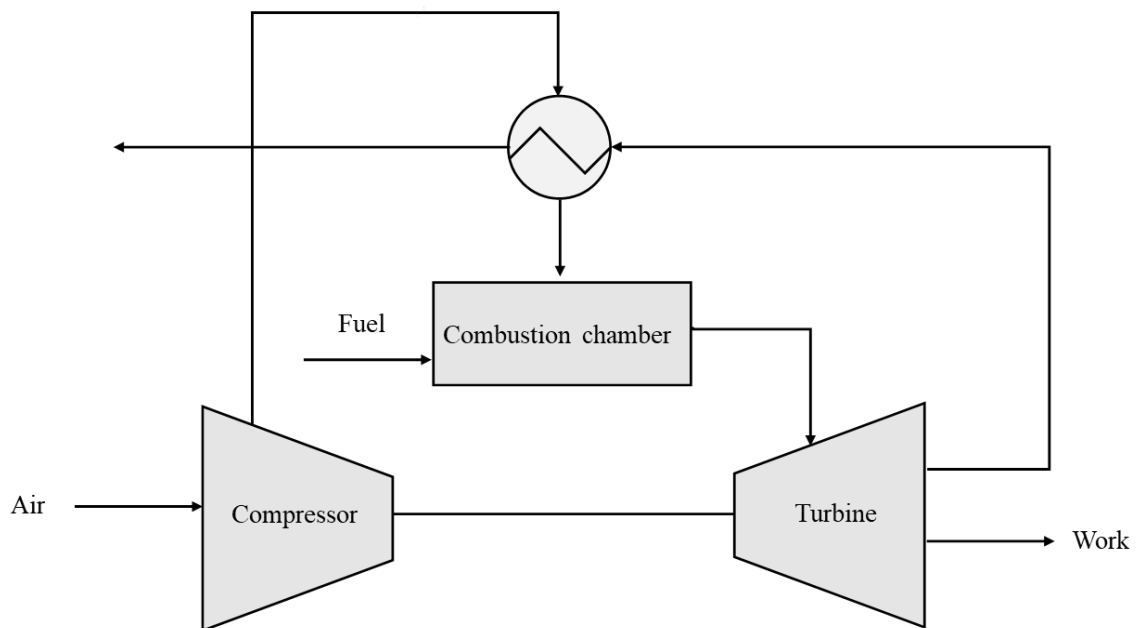 Fuel
Combustion chamber
Air
Compressor
Turbine
Work